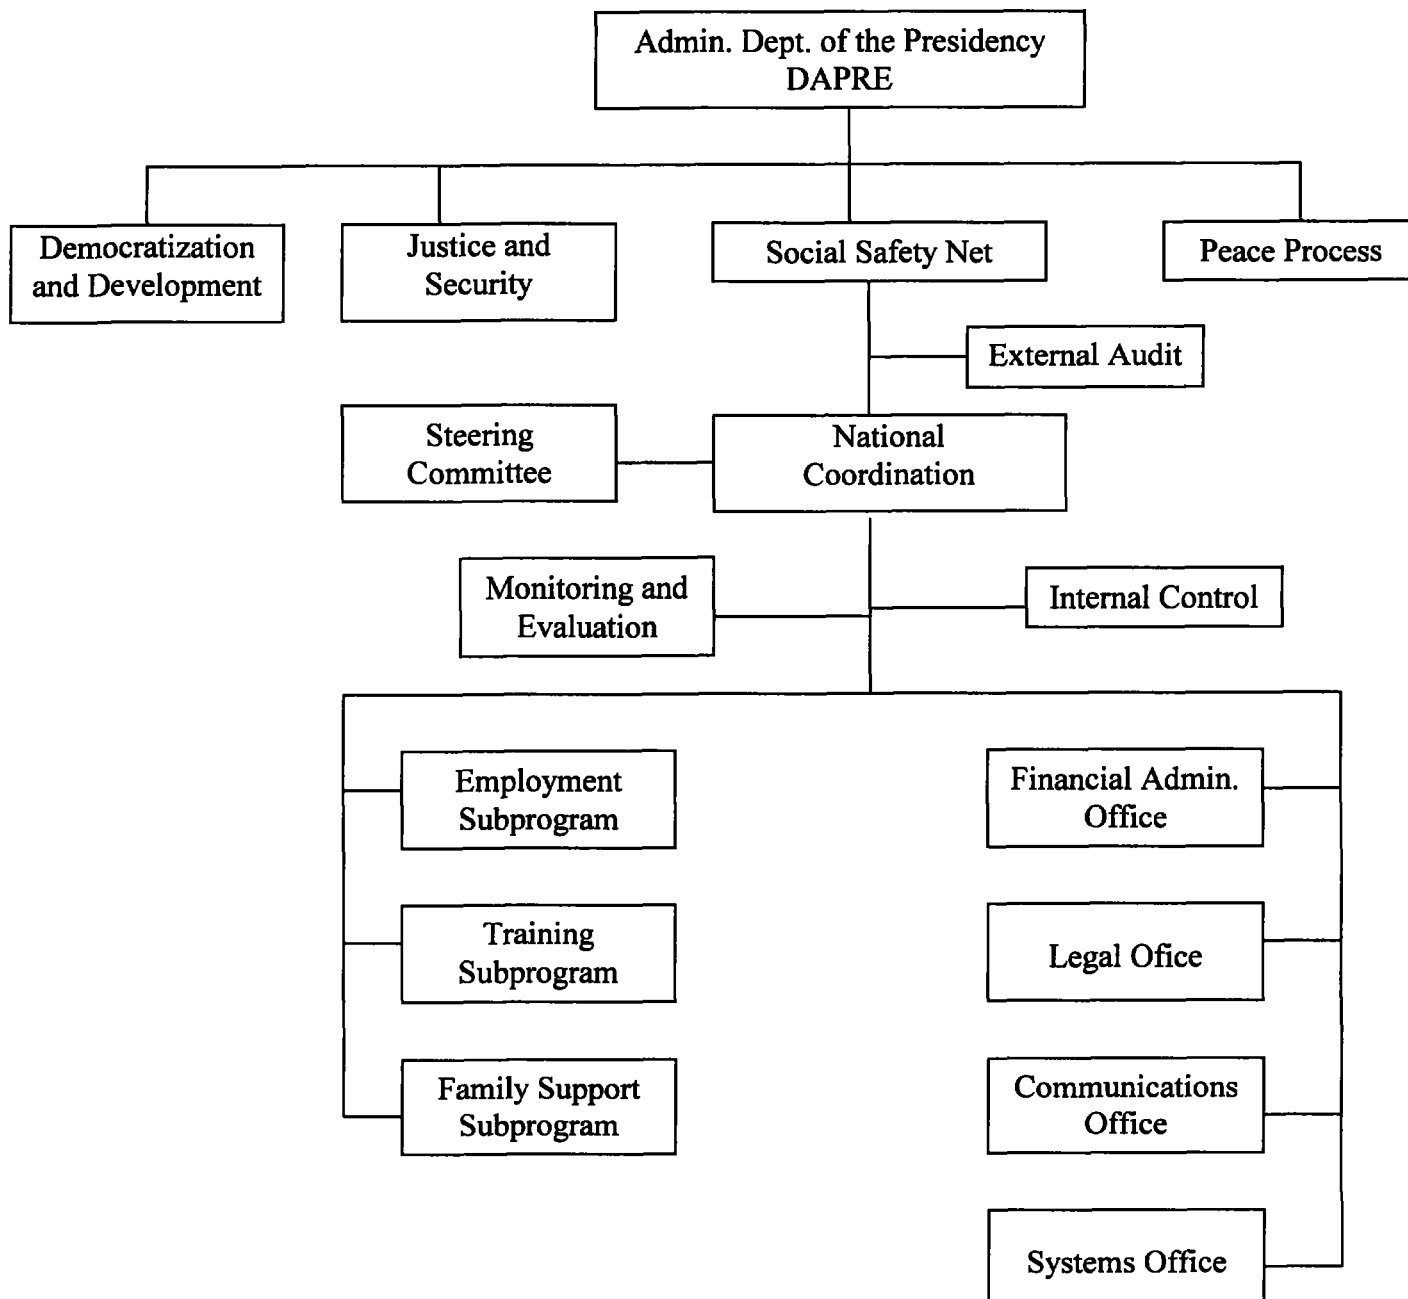 Admin. Dept. of the Presidency
DAPRE
Democratization
and Development
Justice and
Security
Social Safety Net
Peace Process
External Audit
Steering
Committee
National
Coordination
Monitoring and
Evaluation
Internal Control
Employment
Subprogram
Financial Admin.
Office
Training
Subprogram
Legal Ofice
Family Support
Subprogram
Communications
Office
Systems Office